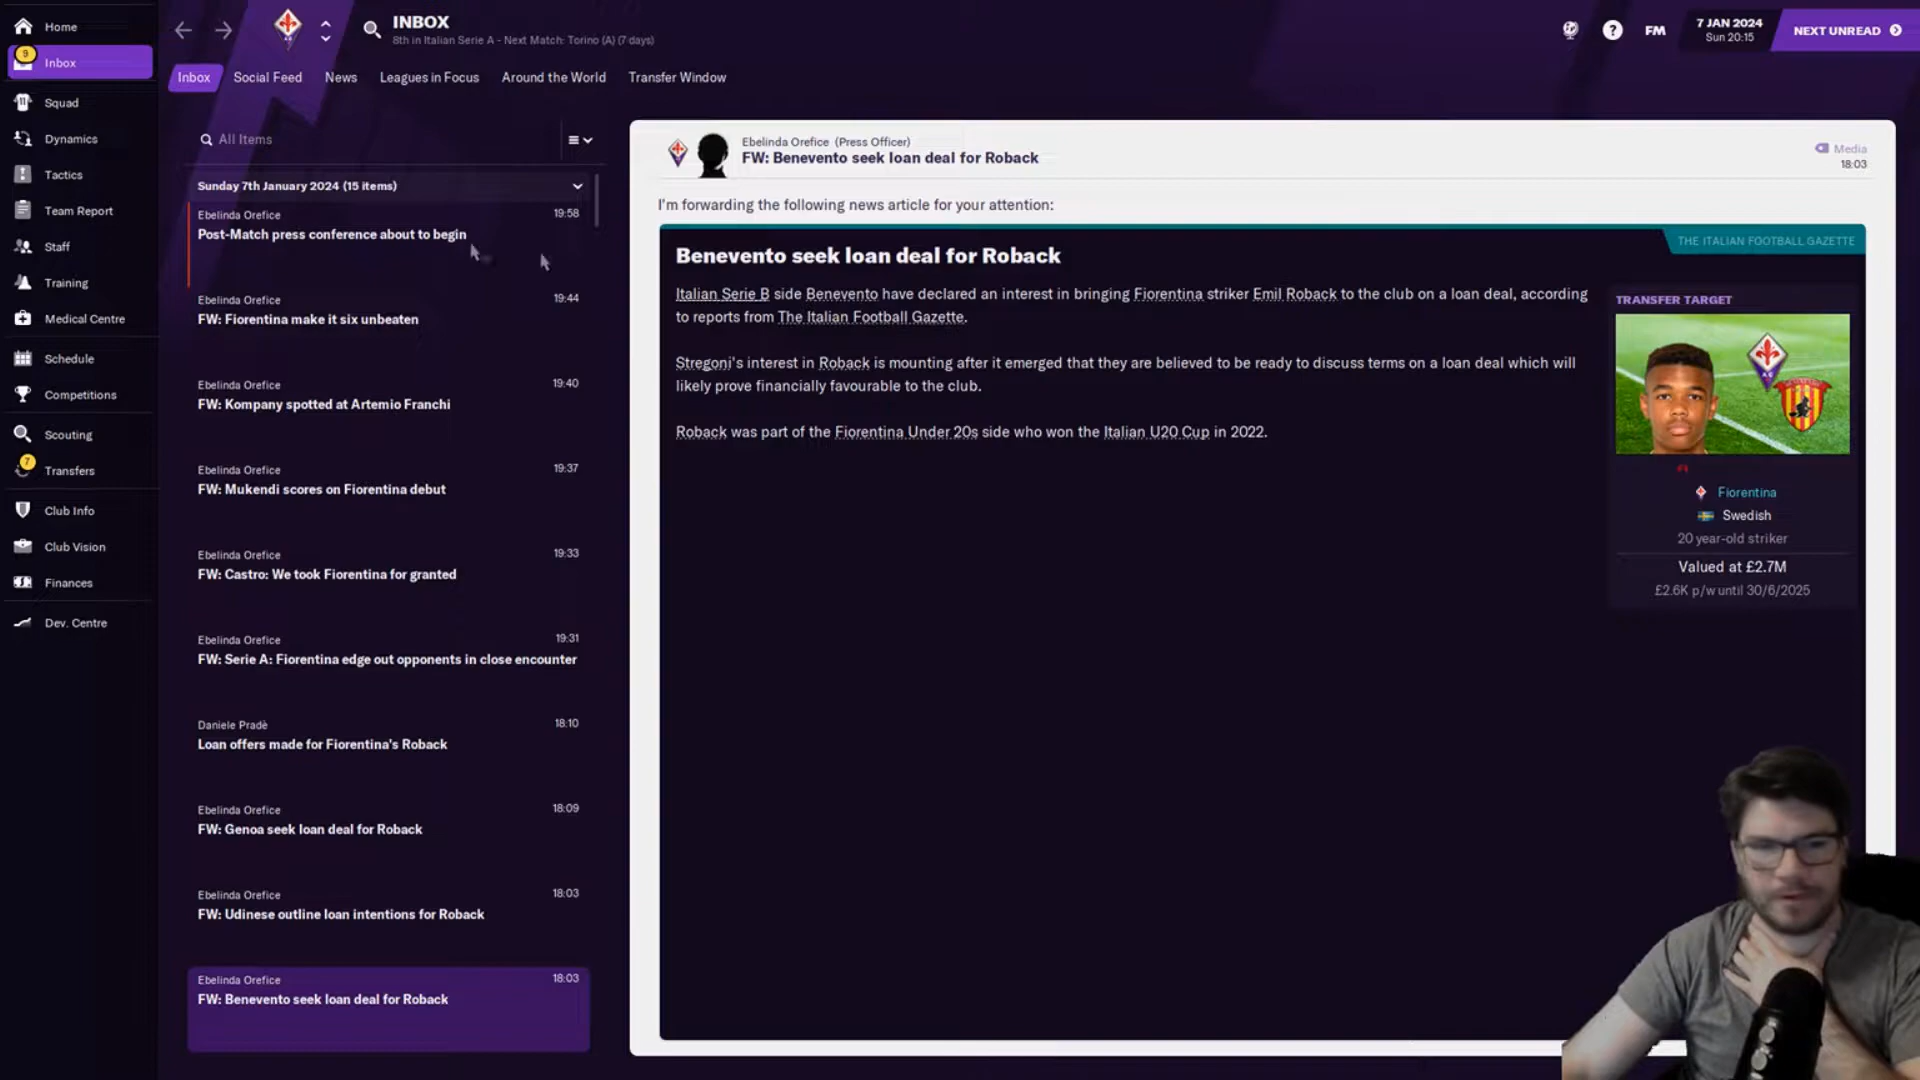 Home
9
Inbox
Squad
Dynamics
Tactics
Team Report
Staff
Training
Medical Centre
Schedule
Competitions
Scouting
7
Transfers
Club Info
Club Vision
Finances
Dev. Centre
INBOX
8th in Italian Serie A - Next Match: Torino (A) (7 days)
?
FM
7 JAN 2024
Sun 20:15
NEXT UNREAD
Inbox
Social Feed
News
Leagues in Focus
Around the World
Transfer Window
All Items
Sunday 7th January 2024 (15 items)
Ebelinda Orefice 19:58
Post-Match press conference about to begin
Ebelinda Orefice 19:44
FW: Fiorentina make it six unbeaten
Ebelinda Orefice 19:40
FW: Kompany spotted at Artemio Franchi
Ebelinda Orefice 19:37
FW: Mukendi scores on Fiorentina debut
Ebelinda Orefice 19:33
FW: Castro: We took Fiorentina for granted
Ebelinda Orefice 19:31
FW: Serie A: Fiorentina edge out opponents in close encounter
Daniele Pradè 18:10
Loan offers made for Fiorentina's Roback
Ebelinda Orefice 18:09
FW: Genoa seek loan deal for Roback
Ebelinda Orefice 18:03
FW: Udinese outline loan intentions for Roback
Ebelinda Orefice 18:03
FW: Benevento seek loan deal for Roback
Ebelinda Orefice (Press Officer)
FW: Benevento seek loan deal for Roback
Media
18:03
I'm forwarding the following news article for your attention:
THE ITALIAN FOOTBALL GAZETTE
Benevento seek loan deal for Roback
Italian Serie B side Benevento have declared an interest in bringing Fiorentina striker Emil Roback to the club on a loan deal, according
to reports from The Italian Football Gazette.
Stregoni's interest in Roback is mounting after it emerged that they are believed to be ready to discuss terms on a loan deal which will
likely prove financially favourable to the club.
Roback was part of the Fiorentina Under 20s side who won the Italian U20 Cup in 2022.
TRANSFER TARGET
Fiorentina
Swedish
20 year-old striker
Valued at £2.7M
£2.6K p/w until 30/6/2025